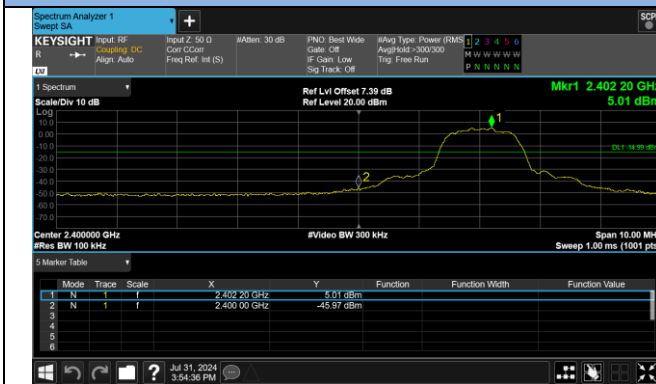 Spectrum Analyzer 1
Swept SA
+
SCP
KEYSIGHT Input: RF Input Z: 50 Ω #Atten: 30 dB PNO: Best Wide #Avg Type: Power (RMS 1 2 3 4 5 6
R Coupling: DC Corr CCorr Gate: Off Avg|Hold:>300/300 M W W W W W
Align: Auto Freq Ref: Int (S) IF Gain: Low Trig: Free Run
Sig Track: Off P N N N N N
LXI
1 Spectrum Ref Lvl Offset 7.39 dB Mkr1 2.402 20 GHz
Scale/Div 10 dB Ref Level 20.00 dBm 5.01 dBm
Log
10.0
0.00
-10.0
-20.0
-30.0
-40.0
-50.0
-60.0
-70.0
1
DL1 -14.99 dBm
2
Center 2.400000 GHz #Video BW 300 kHz Span 10.00 MH
#Res BW 100 kHz Sweep 1.00 ms (1001 pts
5 Marker Table
Mode Trace Scale X Y Function Function Width Function Value
1 N 1 f 2.402 20 GHz 5.01 dBm
2 N 1 f 2.400 00 GHz -45.97 dBm
3
4
5
6
? Jul 31, 2024
3:54:36 PM